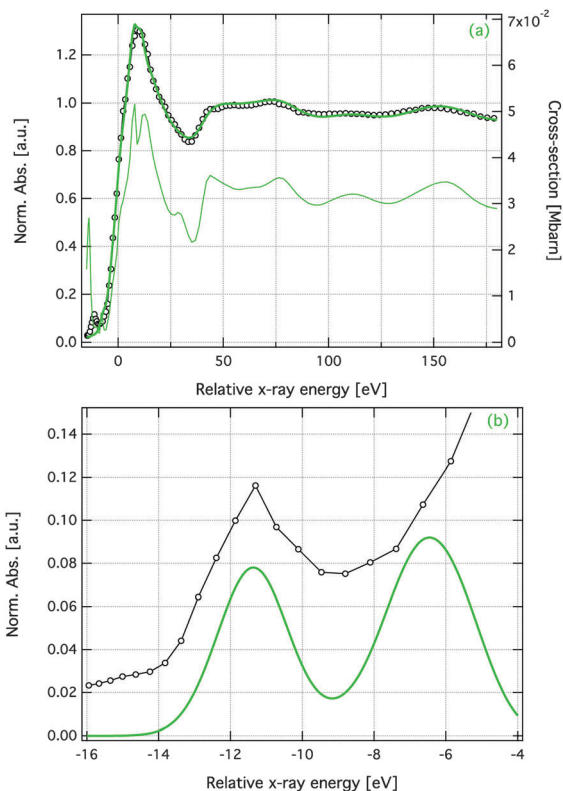 (a)
7x10⁻²
1.2
6
1.0
5
0.8
4
0.6
3
0.4
2
0.2
1
0.0
0
0 50 100 150
Norm. Abs. [a.u.]
Cross-section [Mbarn]
Relative x-ray energy [eV]
(b)
0.14
0.12
0.10
0.08
0.06
0.04
0.02
0.00
-16 -14 -12 -10 -8 -6 -4
Norm. Abs. [a.u.]
Relative x-ray energy [eV]